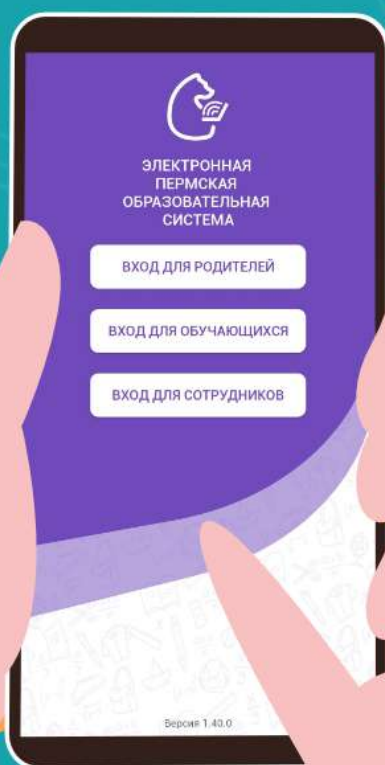 ЭЛЕКТРОННАЯ
ПЕРМСКАЯ
ОБРАЗОВАТЕЛЬНАЯ
СИСТЕМА
ВХОД ДЛЯ РОДИТЕЛЕЙ
ВХОД ДЛЯ ОБУЧАЮЩИХСЯ
ВХОД ДЛЯ СОТРУДНИКОВ
Версия 1.40.0